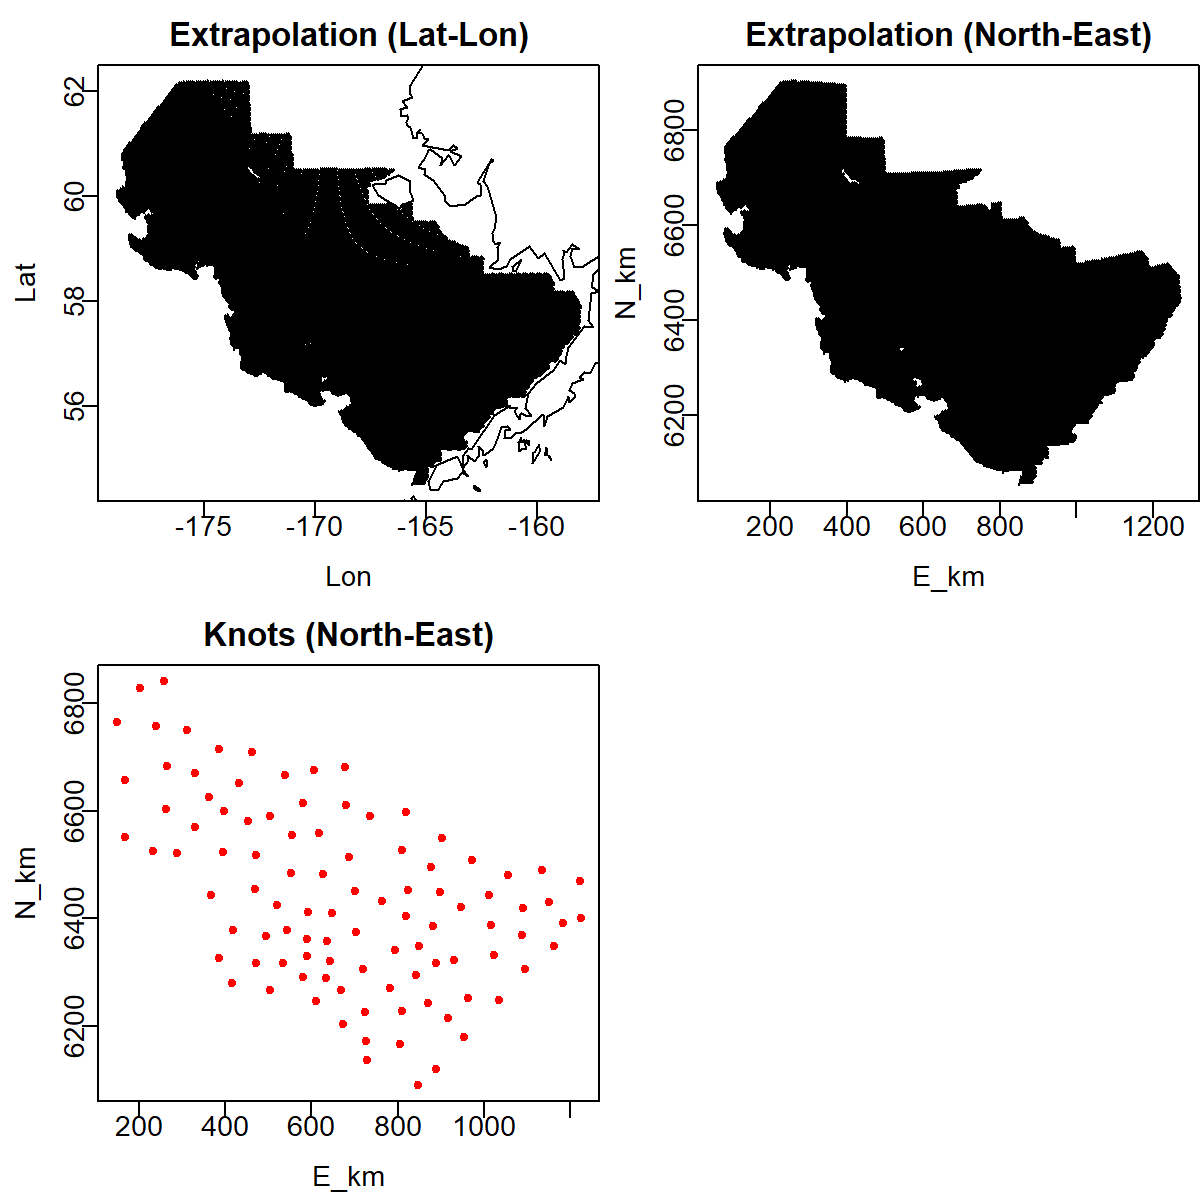 Extrapolation (Lat-Lon)
Lat
62
60
58
56
-175 -170 -165 -160
Lon
Extrapolation (North-East)
N_km
6800
6600
6400
6200
200 400 600 800 1200
E_km
Knots (North-East)
N_km
6800
6600
6400
6200
200 400 600 800 1000
E_km